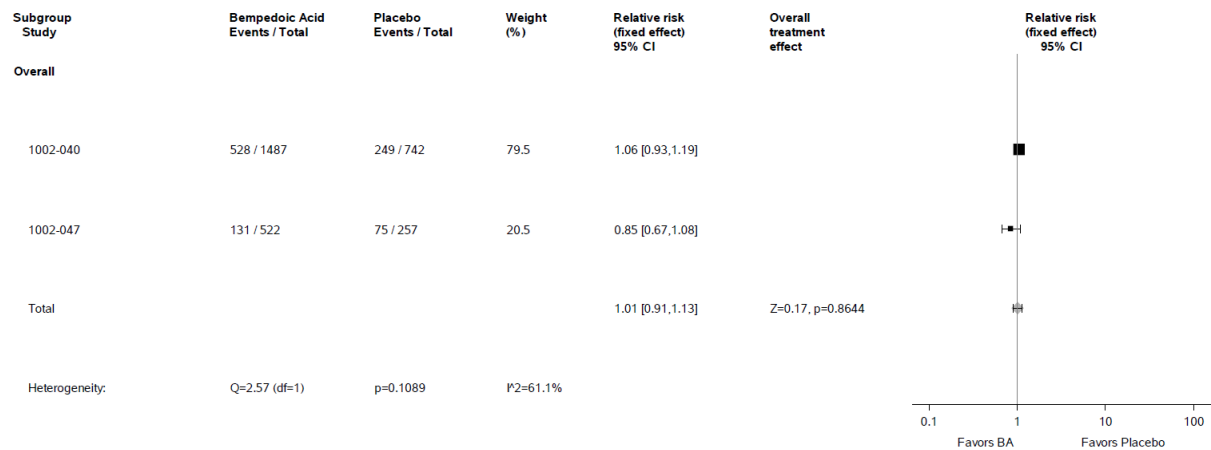 Subgroup Bempedoic Acid Placebo Weight Relative risk Overall Relative risk
Study Events / Total Events / Total (%) (fixed effect) treatment (fixed effect)
95% CI effect 95% CI
Overall
1002-040 528 / 1487 249 / 742 79.5 1.06 [0.93,1.19]
1002-047 131 / 522 75 / 257 20.5 0.85 [0.67,1.08]
Total 1.01 [0.91,1.13] Z=0.17, p=0.8644
Heterogeneity: Q=2.57 (df=1) p=0.1089 I^2=61.1%
0.1 1 10 100
Favors BA Favors Placebo